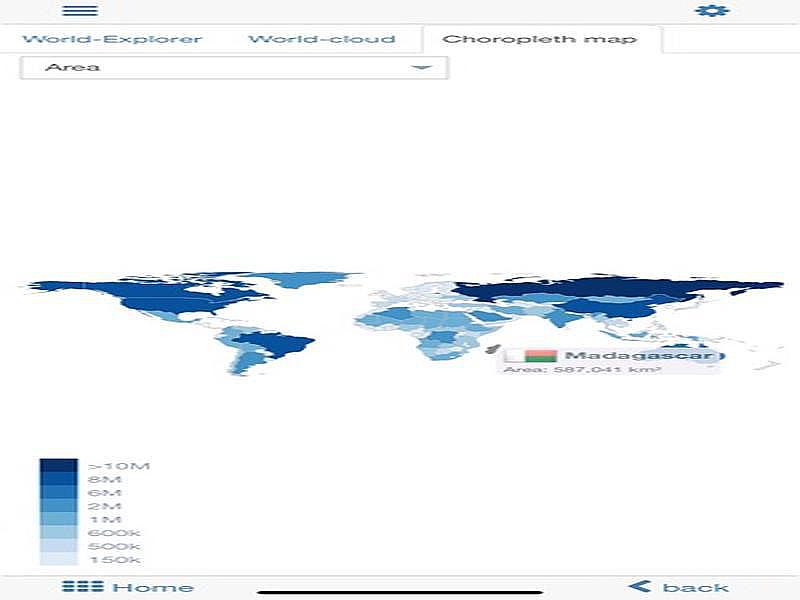 World-Explorer World-cloud Choropleth map
Area
Madagascar
Area: 587,041 km²
>10M
8M
6M
2M
1M
600k
500k
150k
Home back